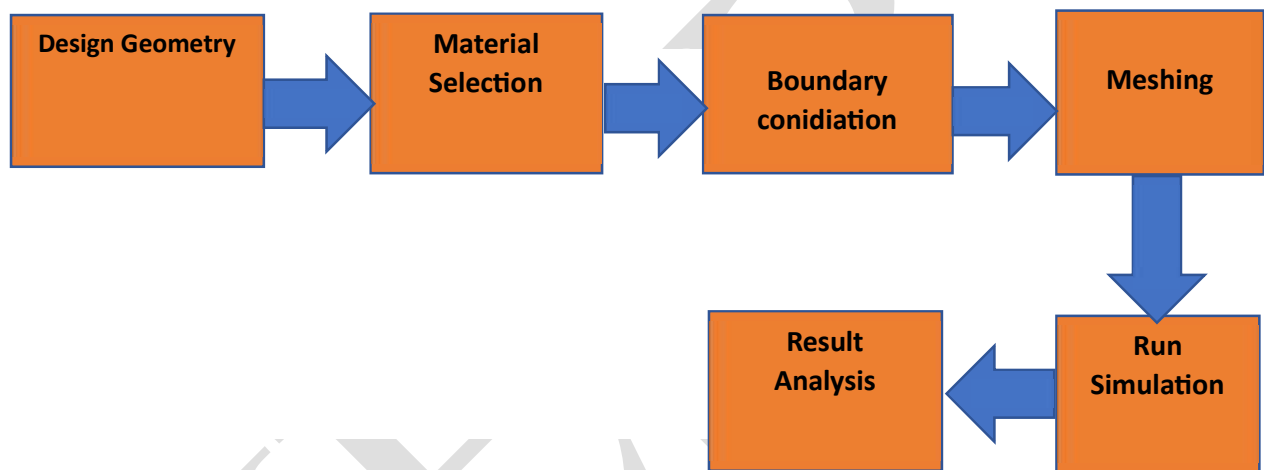 Design Geometry
Material
Selection
Boundary
conidiation
Meshing
Result
Analysis
Run
Simulation